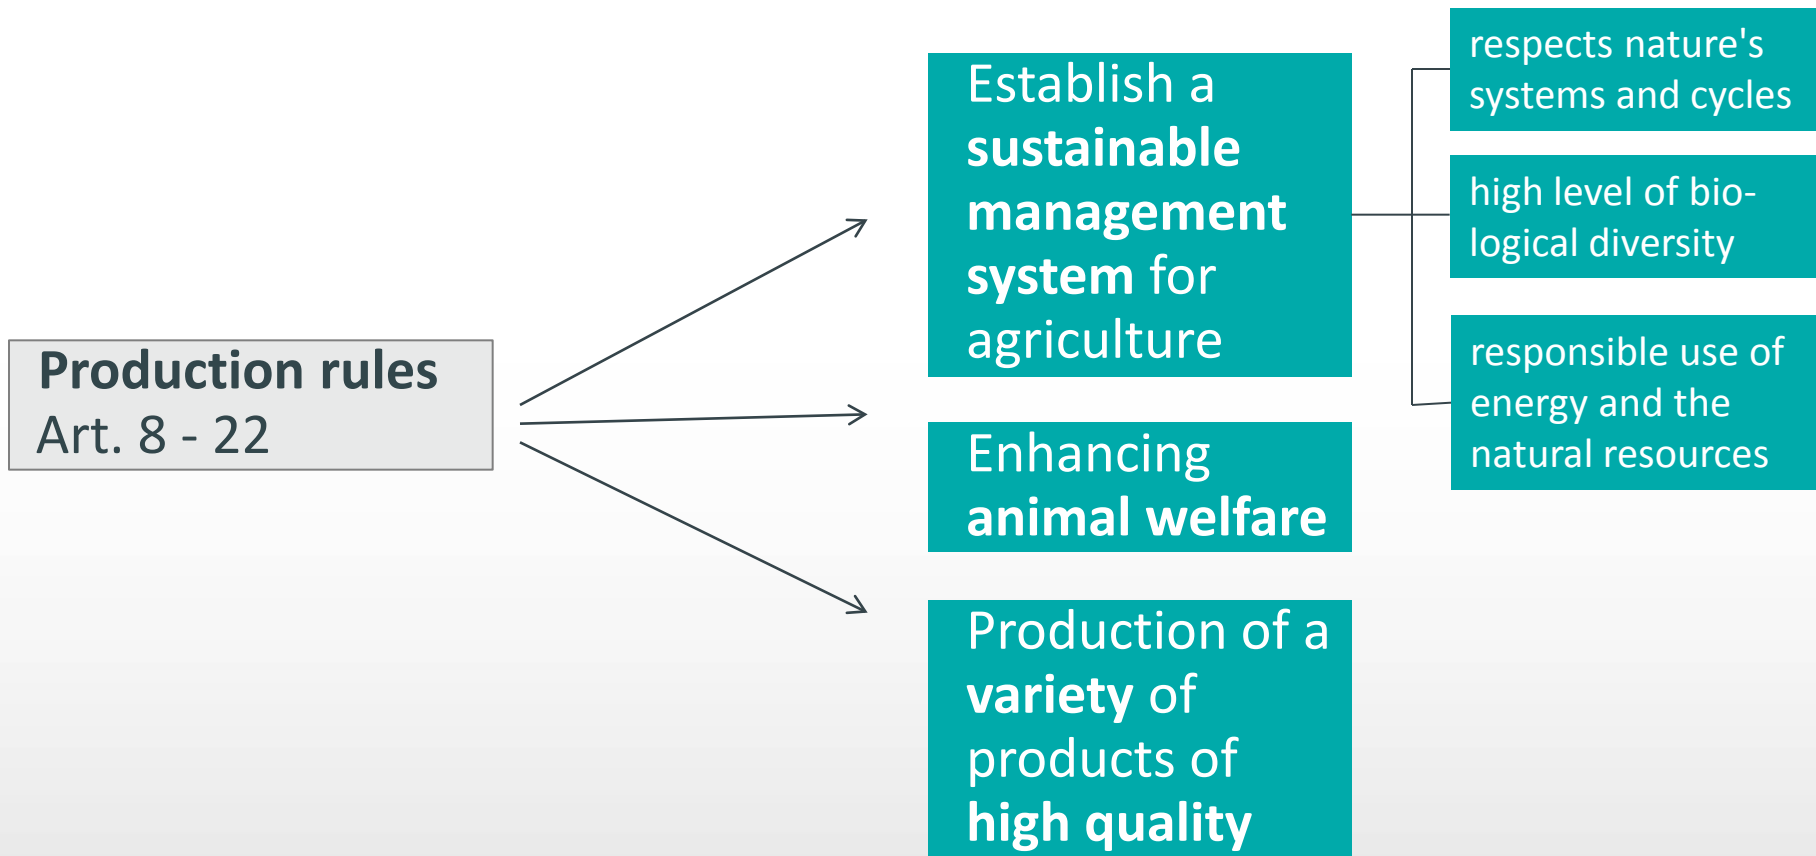 Production rules
Art. 8 - 22
Establish a
sustainable
management
system for
agriculture
Enhancing
animal welfare
Production of a
variety of
products of
high quality
respects nature's
systems and cycles
high level of bio-
logical diversity
responsible use of
energy and the
natural resources